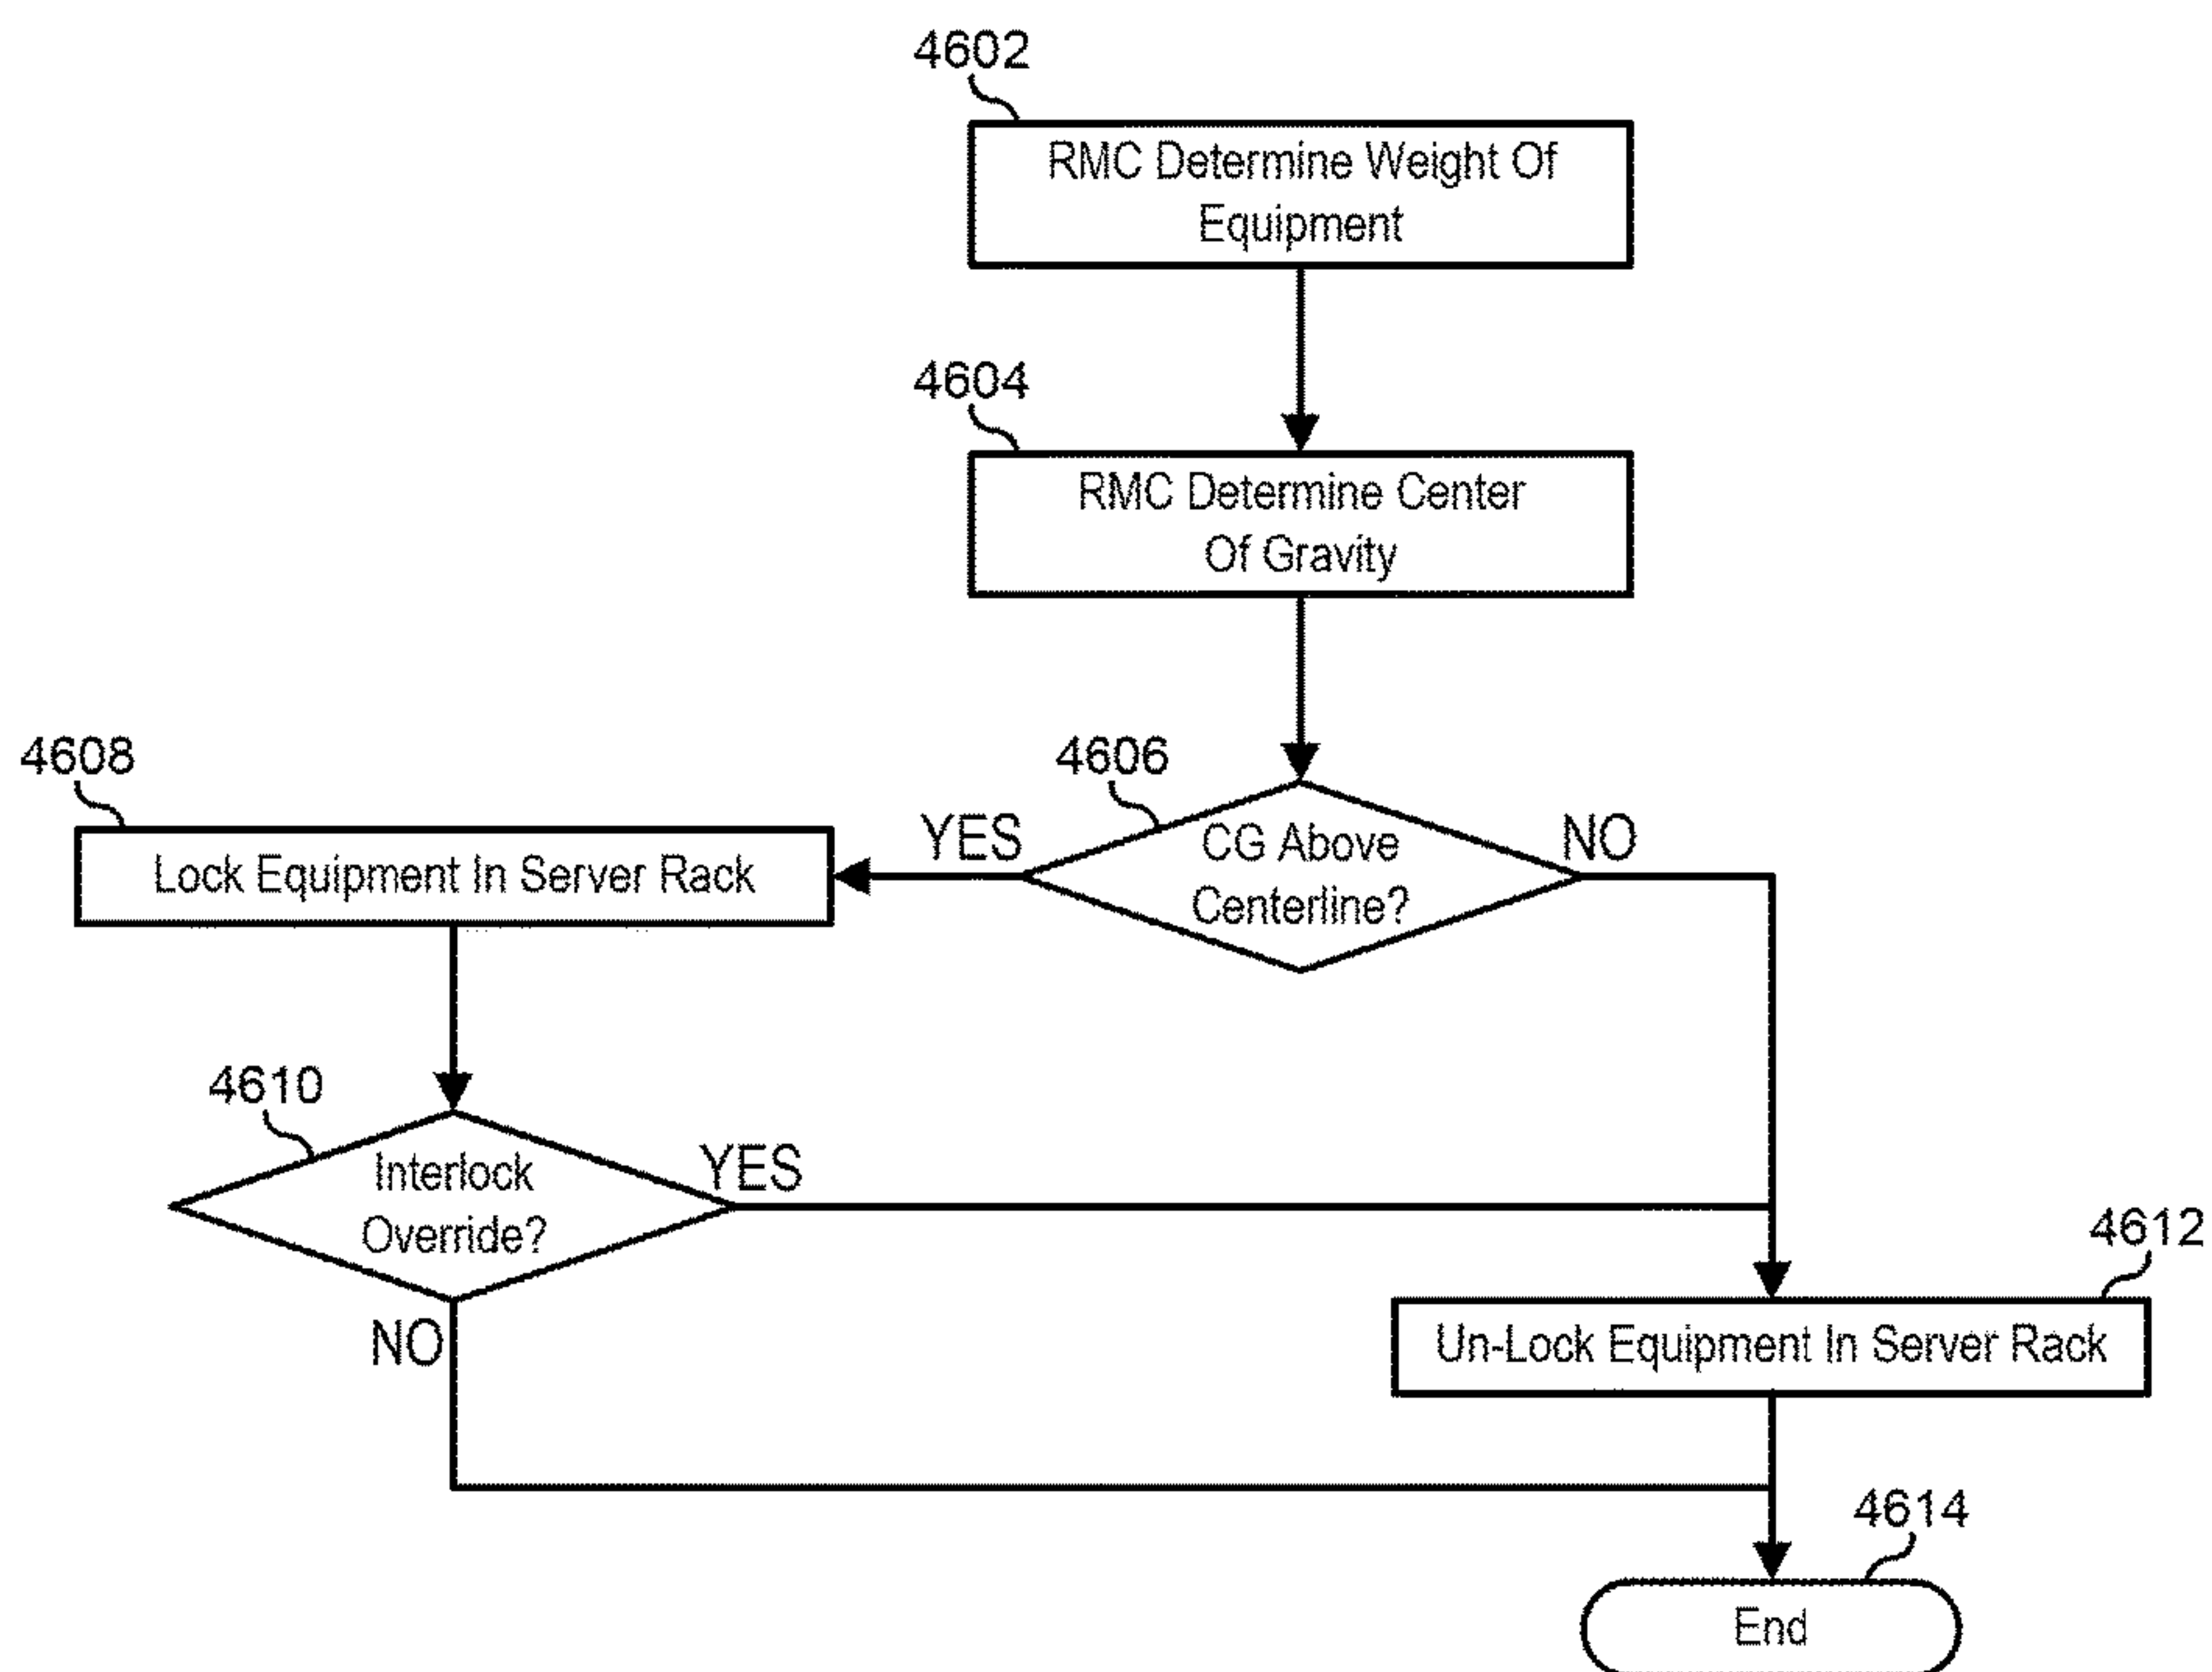 4602
RMC Determine Weight Of
Equipment
4604
RMC Determine Center
Of Gravity
4606
CG Above
Centerline?
YES
NO
4608
Lock Equipment In Server Rack
4610
Interlock
Override?
YES
NO
4612
Un-Lock Equipment In Server Rack
4614
End